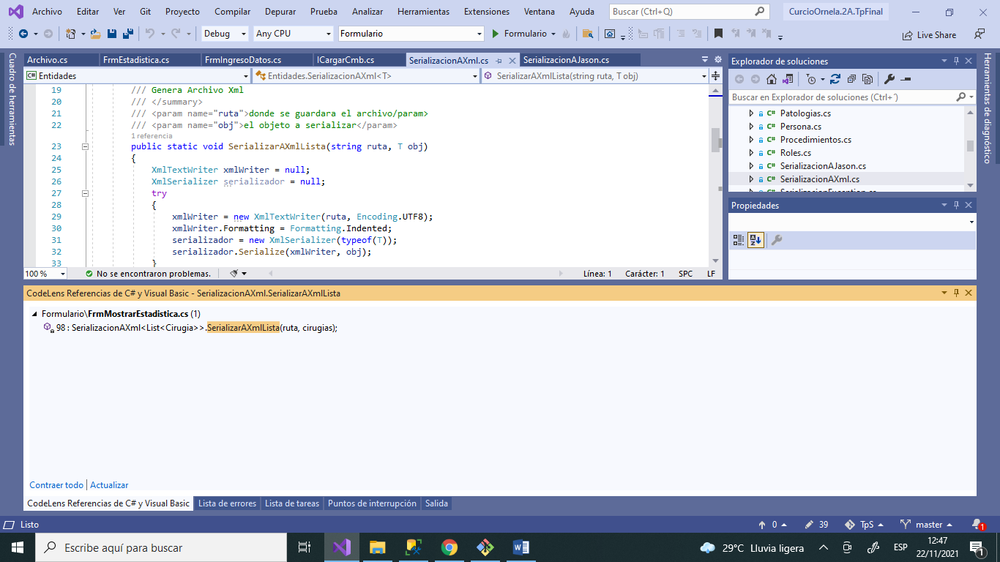 Archivo Editar Ver Git Proyecto Compilar Depurar Prueba Analizar Herramientas Extensiones Ventana Ayuda Buscar (Ctrl+Q) CurcioOrnela.2A.TpFinal
Debug Any CPU Formulario Formulario Live Share
Cuadro de herramientas
Archivo.cs FrmEstadistica.cs FrmIngresoDatos.cs ICargarCmb.cs SerializacionAXml.cs SerializacionAJason.cs
C# Entidades Entidades.SerializacionAXml<T> SerializarAXmlLista(string ruta, T obj)
19 /// Genera Archivo Xml
20 /// </summary>
21 /// <param name="ruta">donde se guardara el archivo/param>
22 /// <param name="obj">el objeto a serializar</param>
1 referencia
23 public static void SerializarAXmlLista(string ruta, T obj)
24 {
25 XmlTextWriter xmlWriter = null;
26 XmlSerializer serializador = null;
27 try
28 {
29 xmlWriter = new XmlTextWriter(ruta, Encoding.UTF8);
30 xmlWriter.Formatting = Formatting.Indented;
31 serializador = new XmlSerializer(typeof(T));
32 serializador.Serialize(xmlWriter, obj);
33 }
100 % No se encontraron problemas. Línea: 1 Carácter: 1 SPC LF
Explorador de soluciones
Buscar en Explorador de soluciones (Ctrl+´)
C# Patologias.cs
C# Persona.cs
C# Procedimientos.cs
C# Roles.cs
C# SerializacionAJason.cs
C# SerializacionAXml.cs
C# SerializacionException.cs
Propiedades
Herramientas de diagnóstico
CodeLens Referencias de C# y Visual Basic - SerializacionAXml.SerializarAXmlLista
Formulario\FrmMostrarEstadistica.cs (1)
98 : SerializacionAXml<List<Cirugia>>.SerializarAXmlLista(ruta, cirugias);
Contraer todo Actualizar
CodeLens Referencias de C# y Visual Basic Lista de errores Lista de tareas Puntos de interrupción Salida
Listo 0 39 TpS master 1
Escribe aquí para buscar 29°C Lluvia ligera ESP 12:47
22/11/2021 1